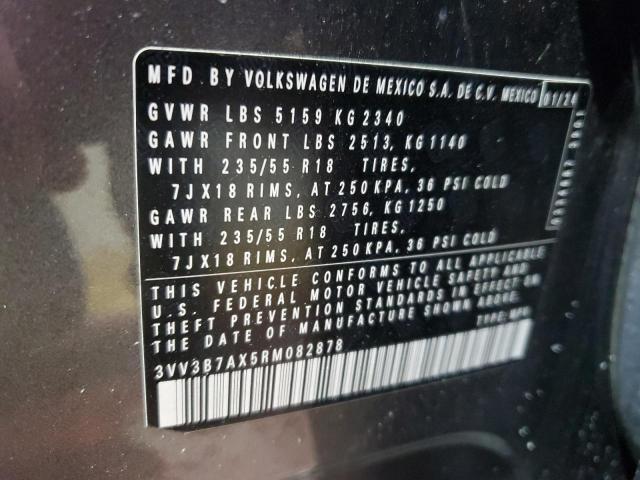 MFD. BY VOLKSWAGEN DE MEXICO S.A. DE C.V. MEXICO 01/24
GVWR LBS 5159 KG 2340
GAWR FRONT LBS 2513, KG 1140
WITH 235/55 R18 TIRES,
7JX18 RIMS, AT 250 KPA, 36 PSI COLD
GAWR REAR LBS 2756, KG 1250
WITH 235/55 R18 TIRES,
7JX18 RIMS, AT 250 KPA, 36 PSI COLD
THIS VEHICLE CONFORMS TO ALL APPLICABLE
U.S. FEDERAL MOTOR VEHICLE SAFETY AND
THEFT PREVENTION STANDARDS IN EFFECT ON
THE DATE OF MANUFACTURE SHOWN ABOVE.
TYPE: MPV
3VV3B7AX5RM082878